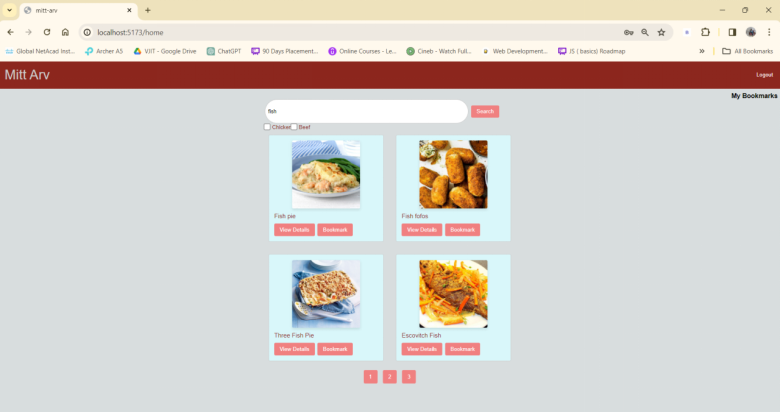 mitt-arv
localhost:5173/home
Global NetAcad Inst... Archer A5 VJIT - Google Drive ChatGPT 90 Days Placement... Online Courses - Le... Cineb - Watch Full... Web Development... JS ( basics) Roadmap All Bookmarks
Mitt Arv Logout
My Bookmarks
fish Search
Chicken Beef
Fish pie Fish fofos
View Details Bookmark View Details Bookmark
Three Fish Pie Escovitch Fish
View Details Bookmark View Details Bookmark
1 2 3